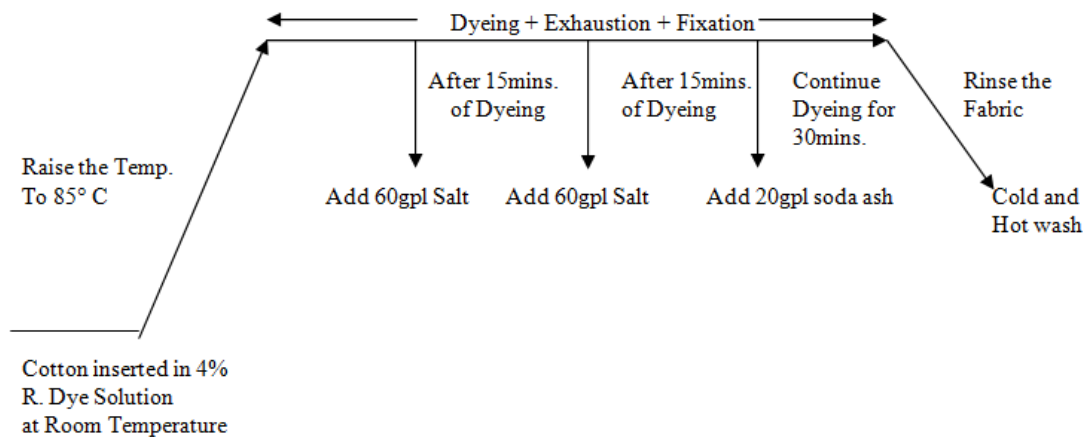 Dyeing + Exhaustion + Fixation
After 15mins.
of Dyeing
After 15mins.
of Dyeing
Continue
Dyeing for
30mins.
Rinse the
Fabric
Raise the Temp.
To 85° C
Add 60gpl Salt
Add 60gpl Salt
Add 20gpl soda ash
Cold and
Hot wash
Cotton inserted in 4%
R. Dye Solution
at Room Temperature